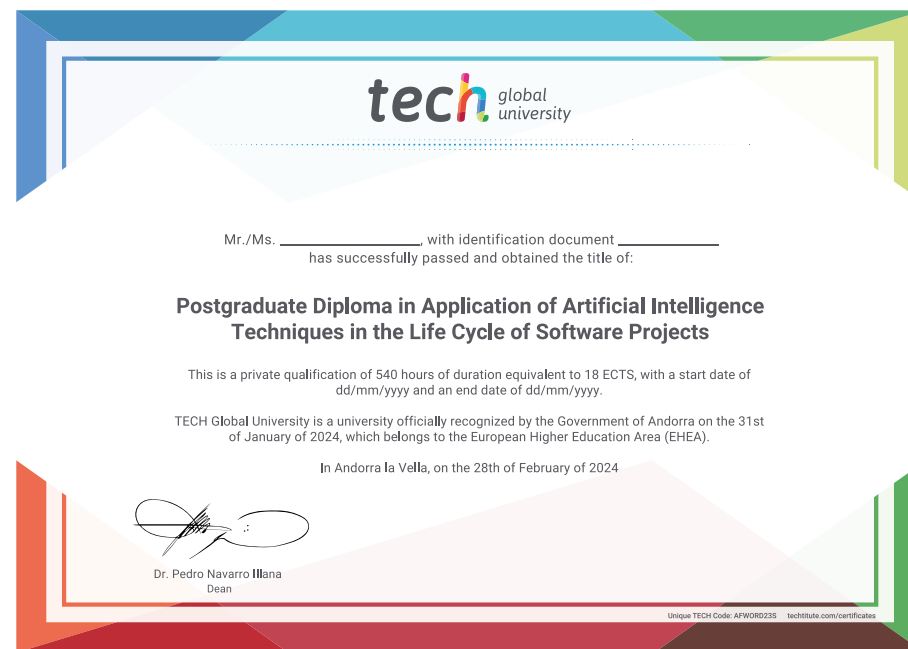 tech global university
Mr./Ms. ____________________, with identification document ______________
has successfully passed and obtained the title of:
Postgraduate Diploma in Application of Artificial Intelligence
Techniques in the Life Cycle of Software Projects
This is a private qualification of 540 hours of duration equivalent to 18 ECTS, with a start date of
dd/mm/yyyy and an end date of dd/mm/yyyy.
TECH Global University is a university officially recognized by the Government of Andorra on the 31st
of January of 2024, which belongs to the European Higher Education Area (EHEA).
In Andorra la Vella, on the 28th of February of 2024
Dr. Pedro Navarro Illana
Dean
Unique TECH Code: AFWORD23S techtitute.com/certificates